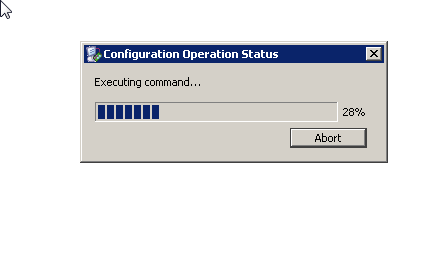 Configuration Operation Status
Executing command...
28%
Abort